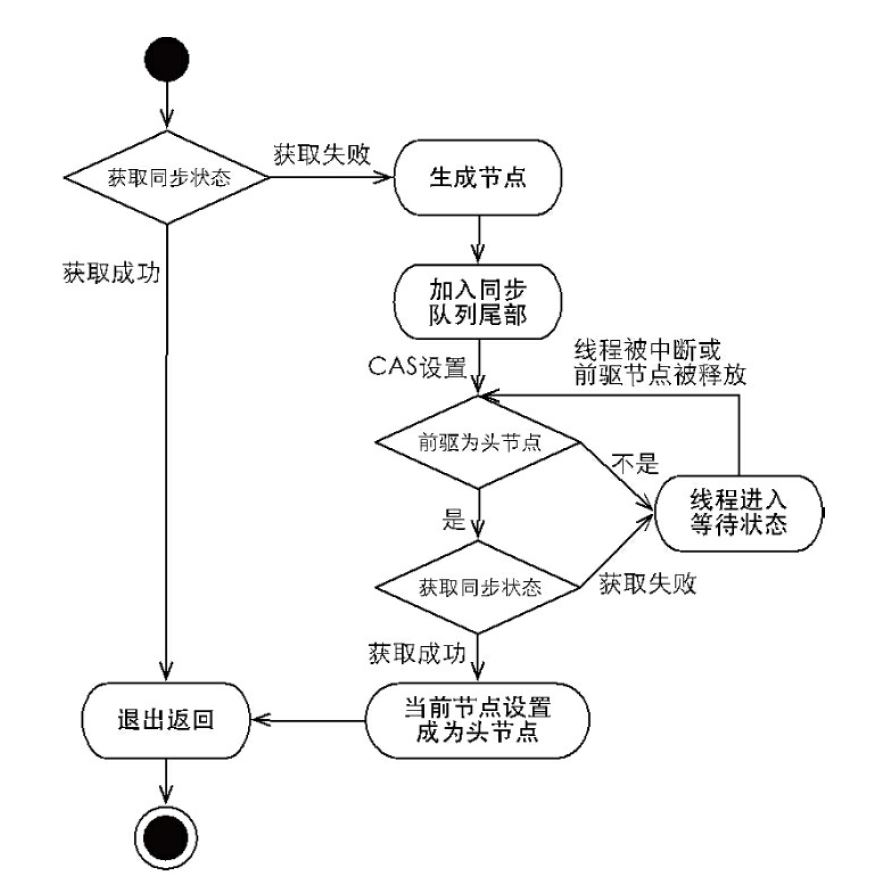 获取同步状态
获取失败
生成节点
获取成功
加入同步
队列尾部
CAS设置
线程被中断或
前驱节点被释放
前驱为头节点
不是
线程进入
等待状态
是
获取同步状态
获取失败
获取成功
退出返回
当前节点设置
成为头节点